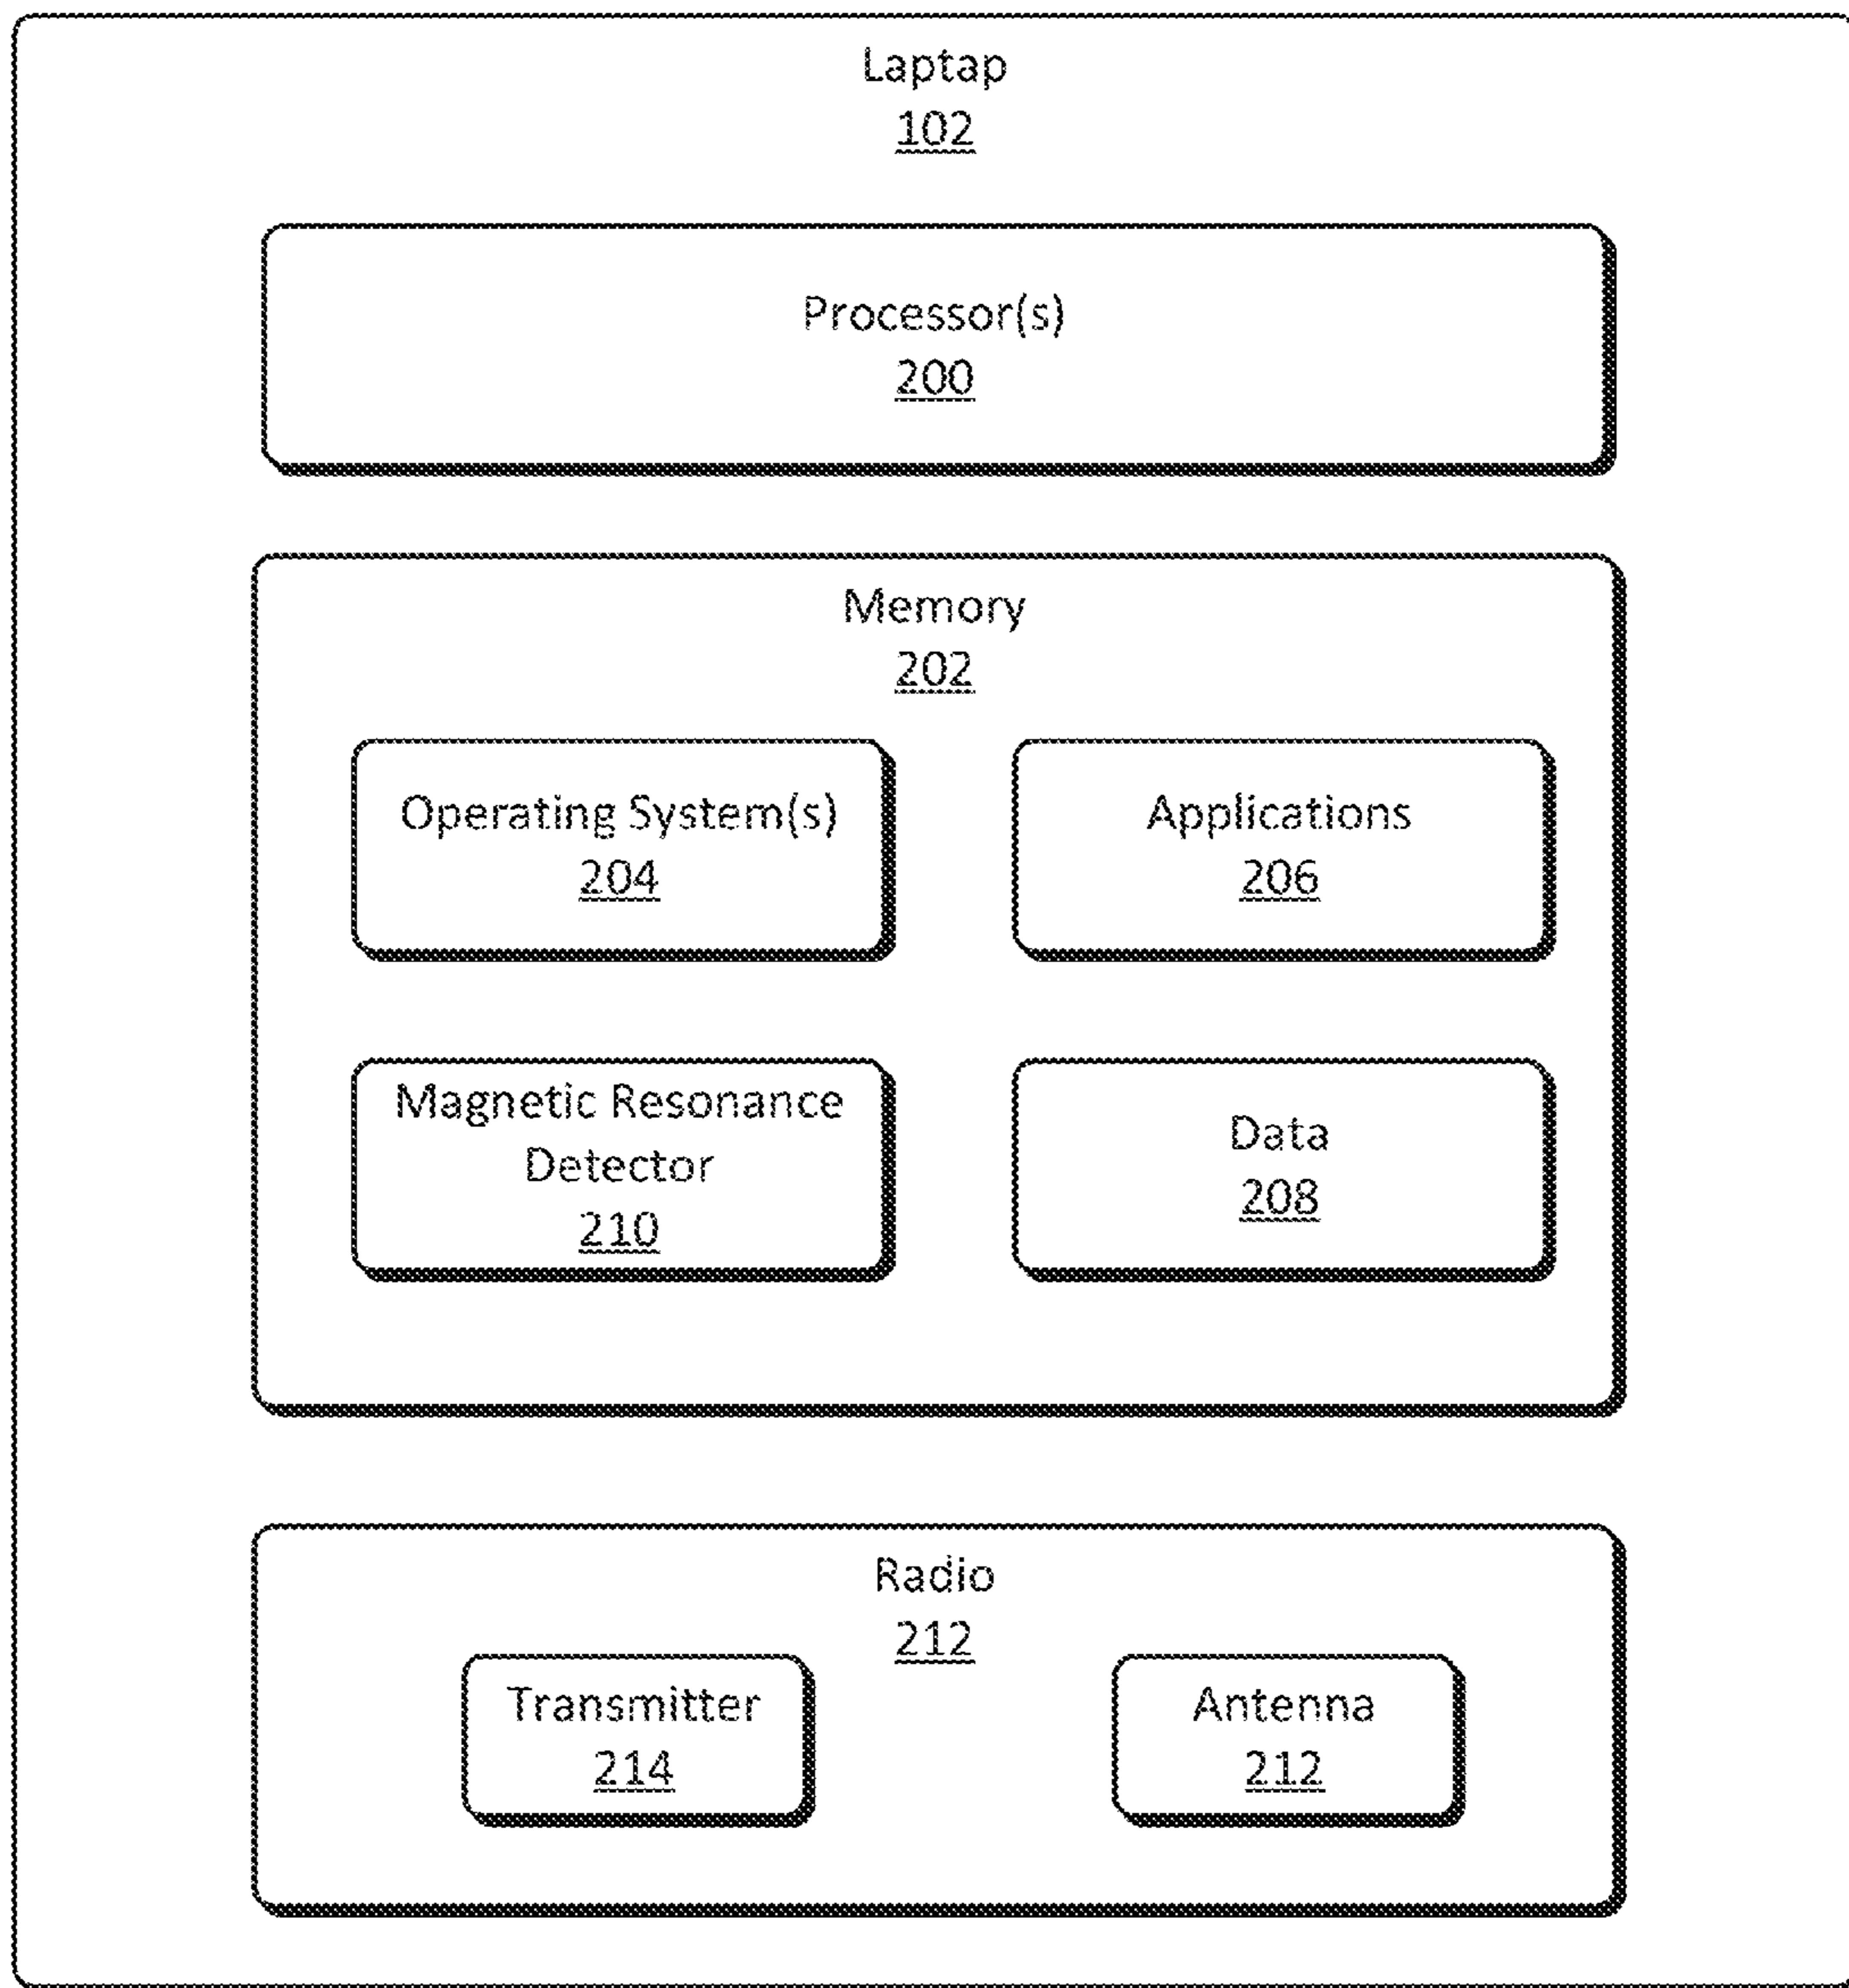 Laptap
102
Processor(s)
200
Memory
202
Operating System(s)
204
Applications
206
Magnetic Resonance
Detector
210
Data
208
Radio
212
Transmitter
214
Antenna
212